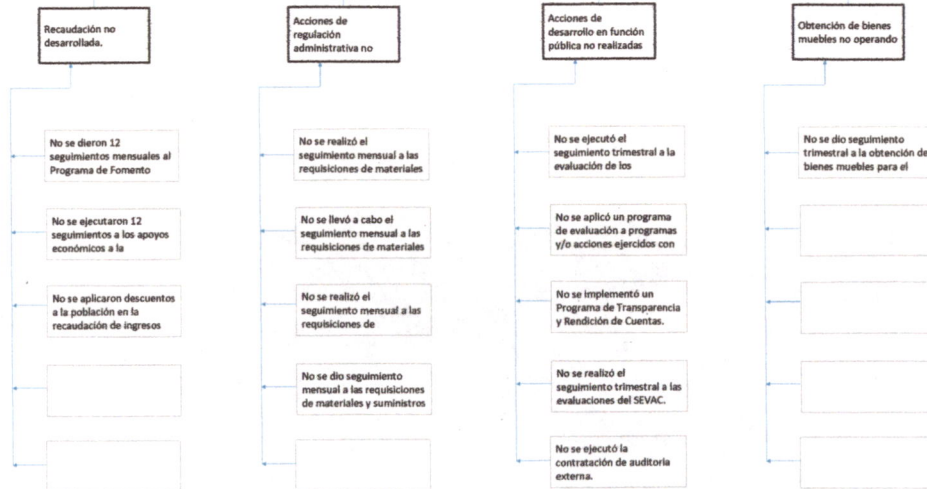 Recaudación no
desarrollada.
No se dieron 12
seguimientos mensuales al
Programa de Fomento
No se ejecutaron 12
seguimientos a los apoyos
económicos a la
No se aplicaron descuentos
a la población en la
recaudación de ingresos
Acciones de
regulación
administrativa no
No se realizó el
seguimiento mensual a las
requisiciones de materiales
No se llevó a cabo el
seguimiento mensual a las
requisiciones de materiales
No se realizó el
seguimiento mensual a las
requisiciones de
No se dio seguimiento
mensual a las requisiciones
de materiales y suministros
Acciones de
desarrollo en función
pública no realizadas
No se ejecutó el
seguimiento trimestral a la
evaluación de los
No se aplicó un programa
de evaluación a programas
y/o acciones ejercidos con
No se implementó un
Programa de Transparencia
y Rendición de Cuentas.
No se realizó el
seguimiento trimestral a las
evaluaciones del SEVAC.
No se ejecutó la
contratación de auditoria
externa.
Obtención de bienes
muebles no operando
No se dio seguimiento
trimestral a la obtención de
bienes muebles para el